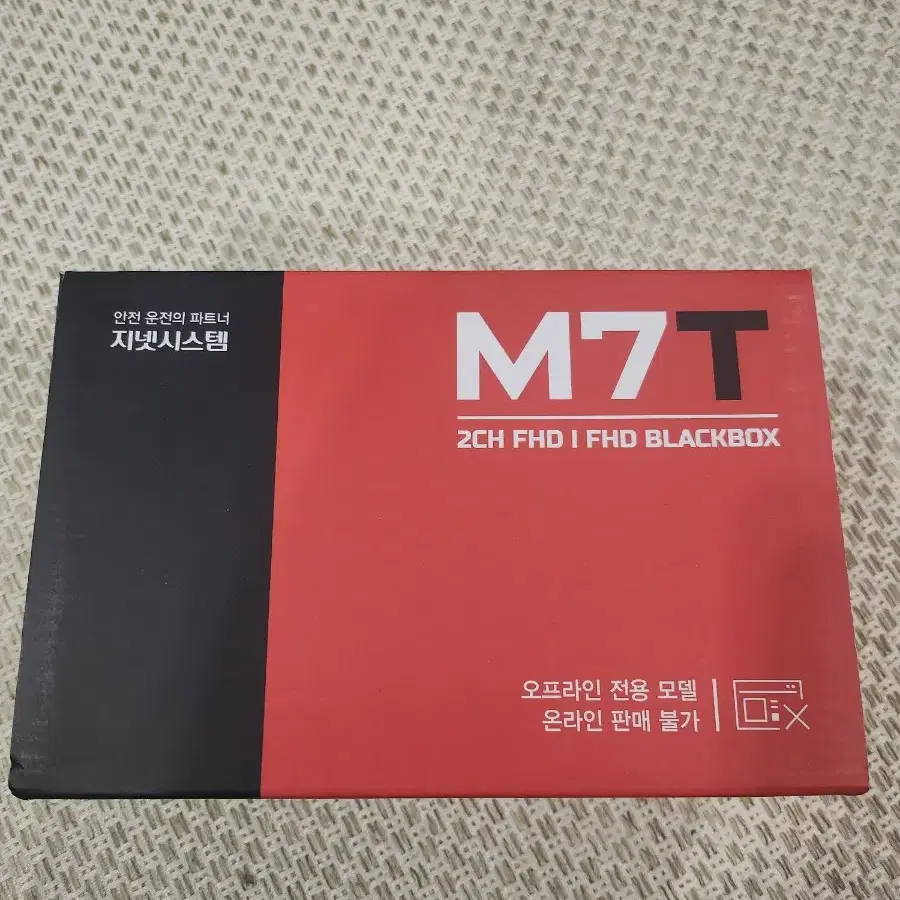 안전 운전의 파트너
지넷시스템
M7T
2CH FHD I FHD BLACKBOX
오프라인 전용 모델
온라인 판매 불가